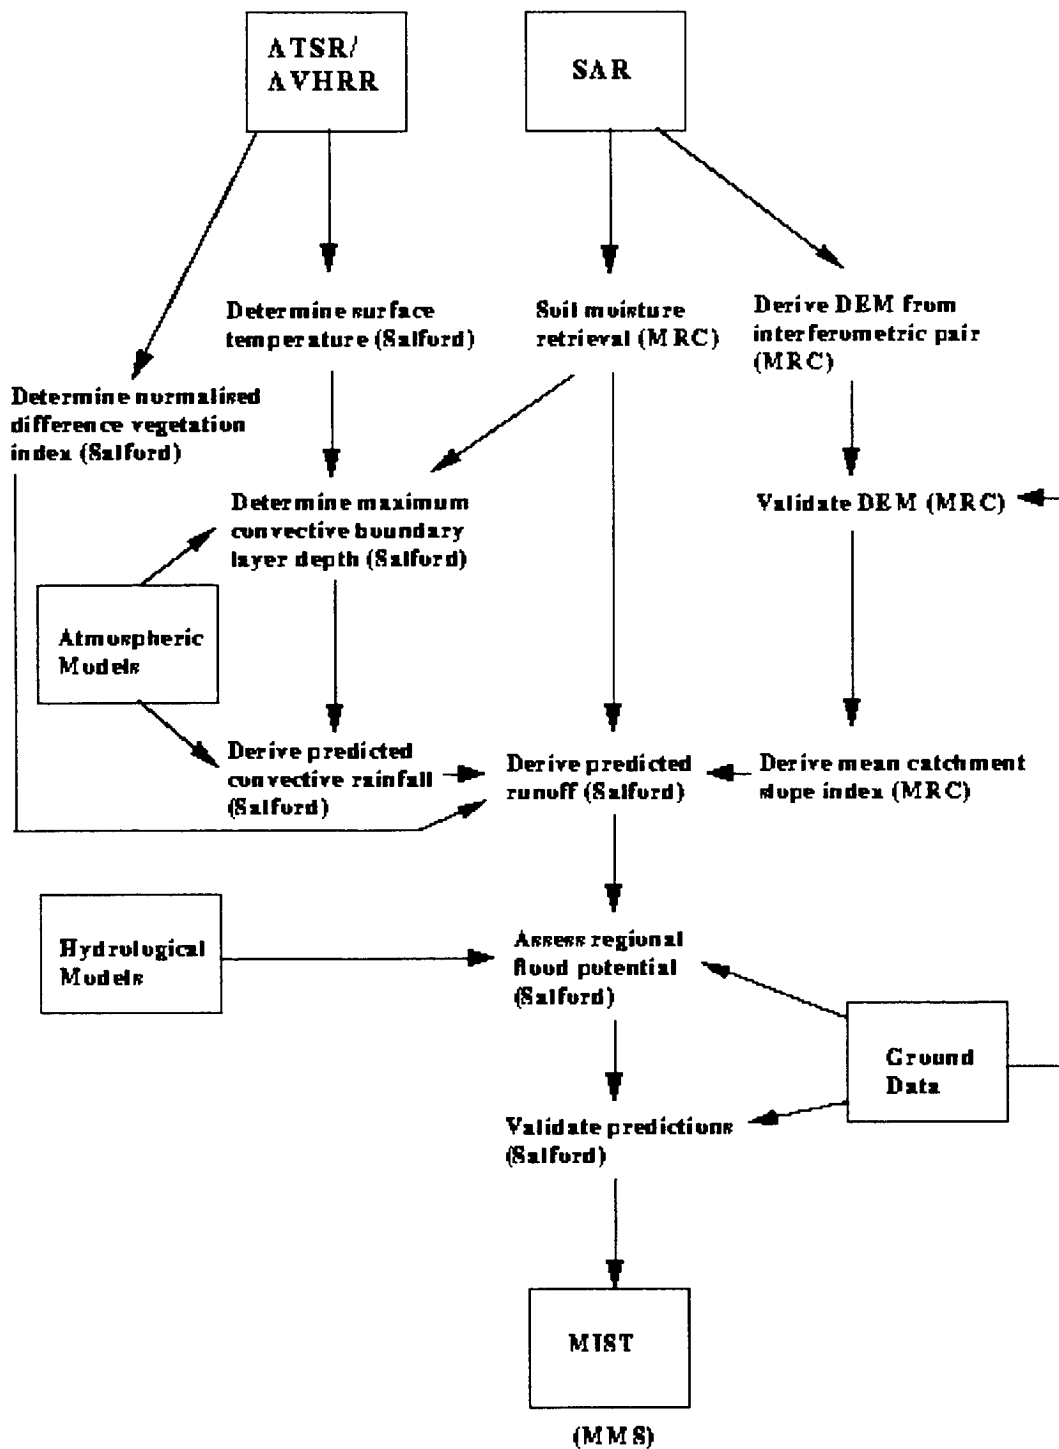 ATSR/
AVHRR
SAR
Determine surface
temperature (Salford)
Soil moisture
retrieval (MRC)
Derive DEM from
interferometric pair
(MRC)
Determine normalised
difference vegetation
index (Salford)
Determine maximum
convective boundary
layer depth (Salford)
Validate DEM (MRC)
Atmospheric
Models
Derive predicted
convective rainfall
(Salford)
Derive predicted
runoff (Salford)
Derive mean catchment
slope index (MRC)
Hydrological
Models
Assess regional
flood potential
(Salford)
Ground
Data
Validate predictions
(Salford)
MIST
(MMS)